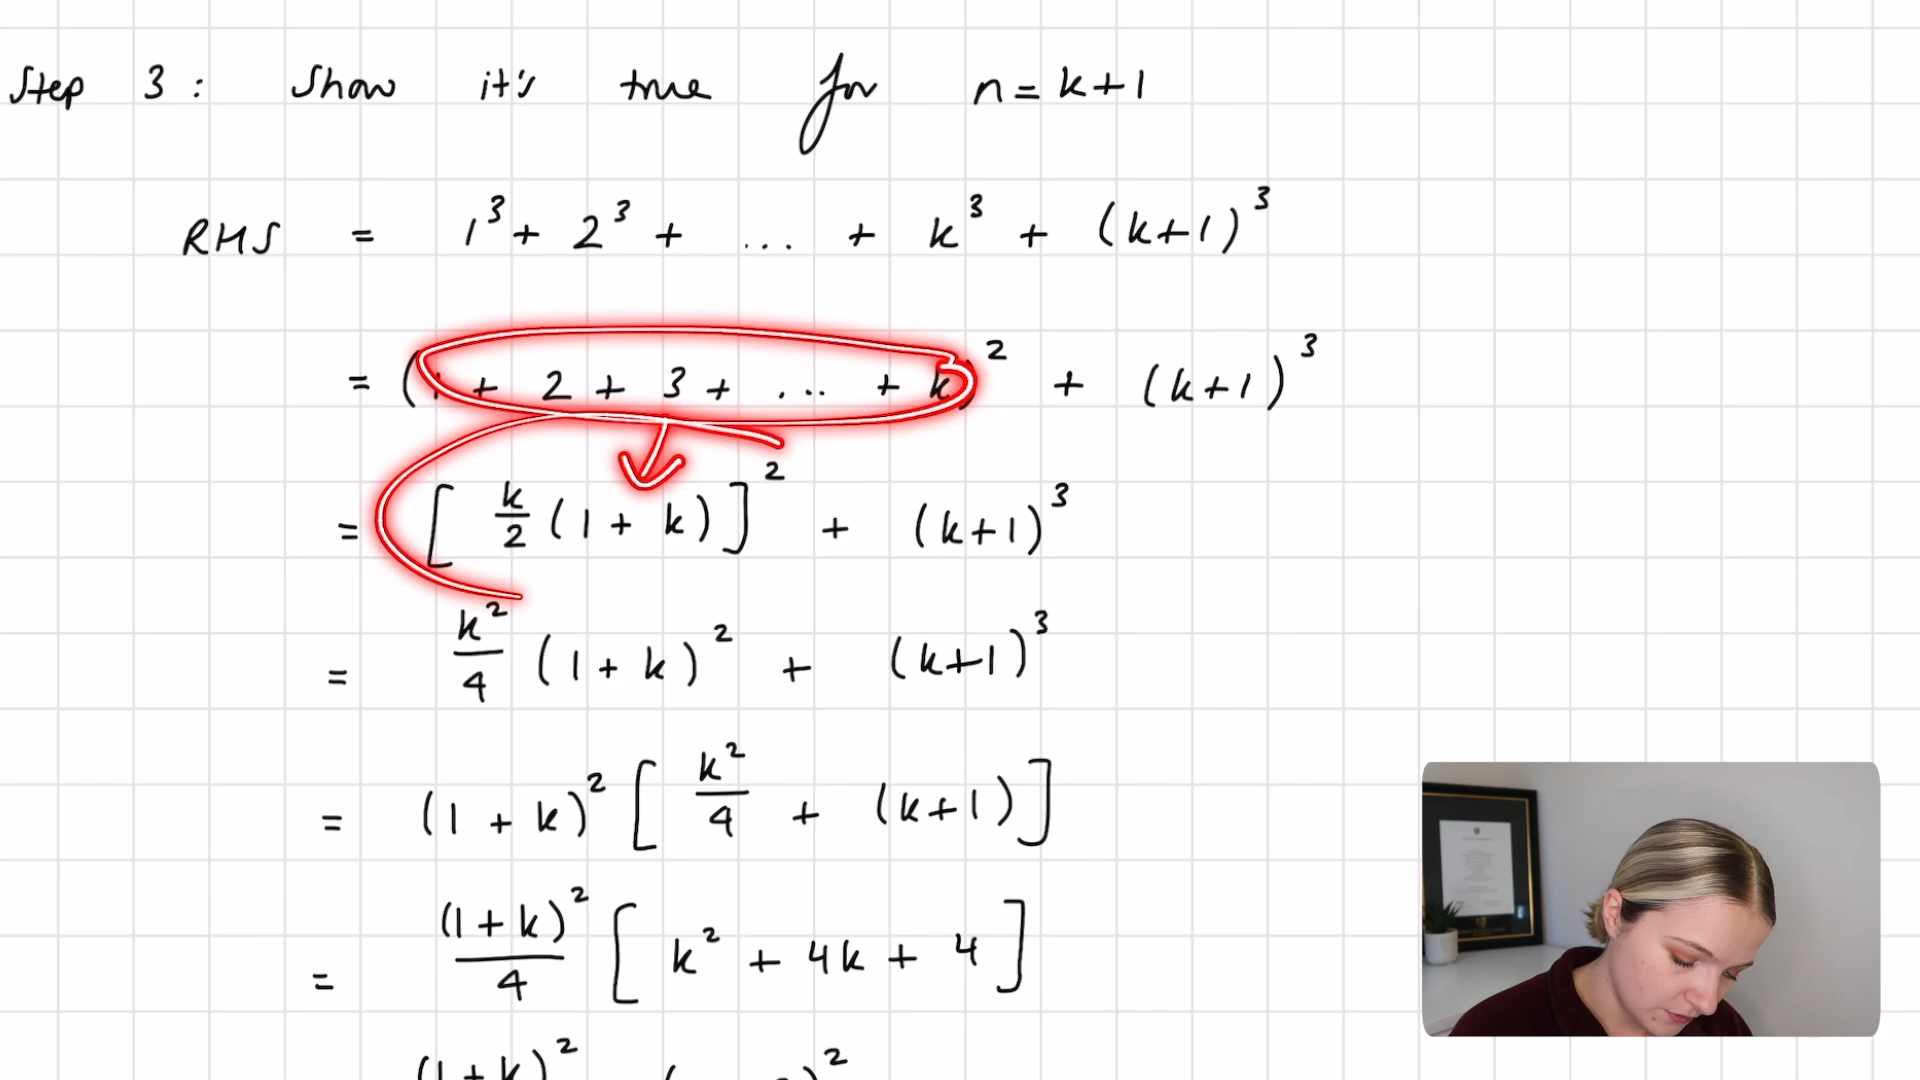 Step 3: Show it's true for n = k+1
RHS = 1³ + 2³ + ... + k³ + (k+1)³
= (1 + 2 + 3 + ... + k)² + (k+1)³
= [ k/2 (1 + k) ]² + (k+1)³
= k²/4 (1 + k)² + (k+1)³
= (1 + k)² [ k²/4 + (k+1) ]
= (1 + k)²/4 [ k² + 4k + 4 ]
(1 + k)²